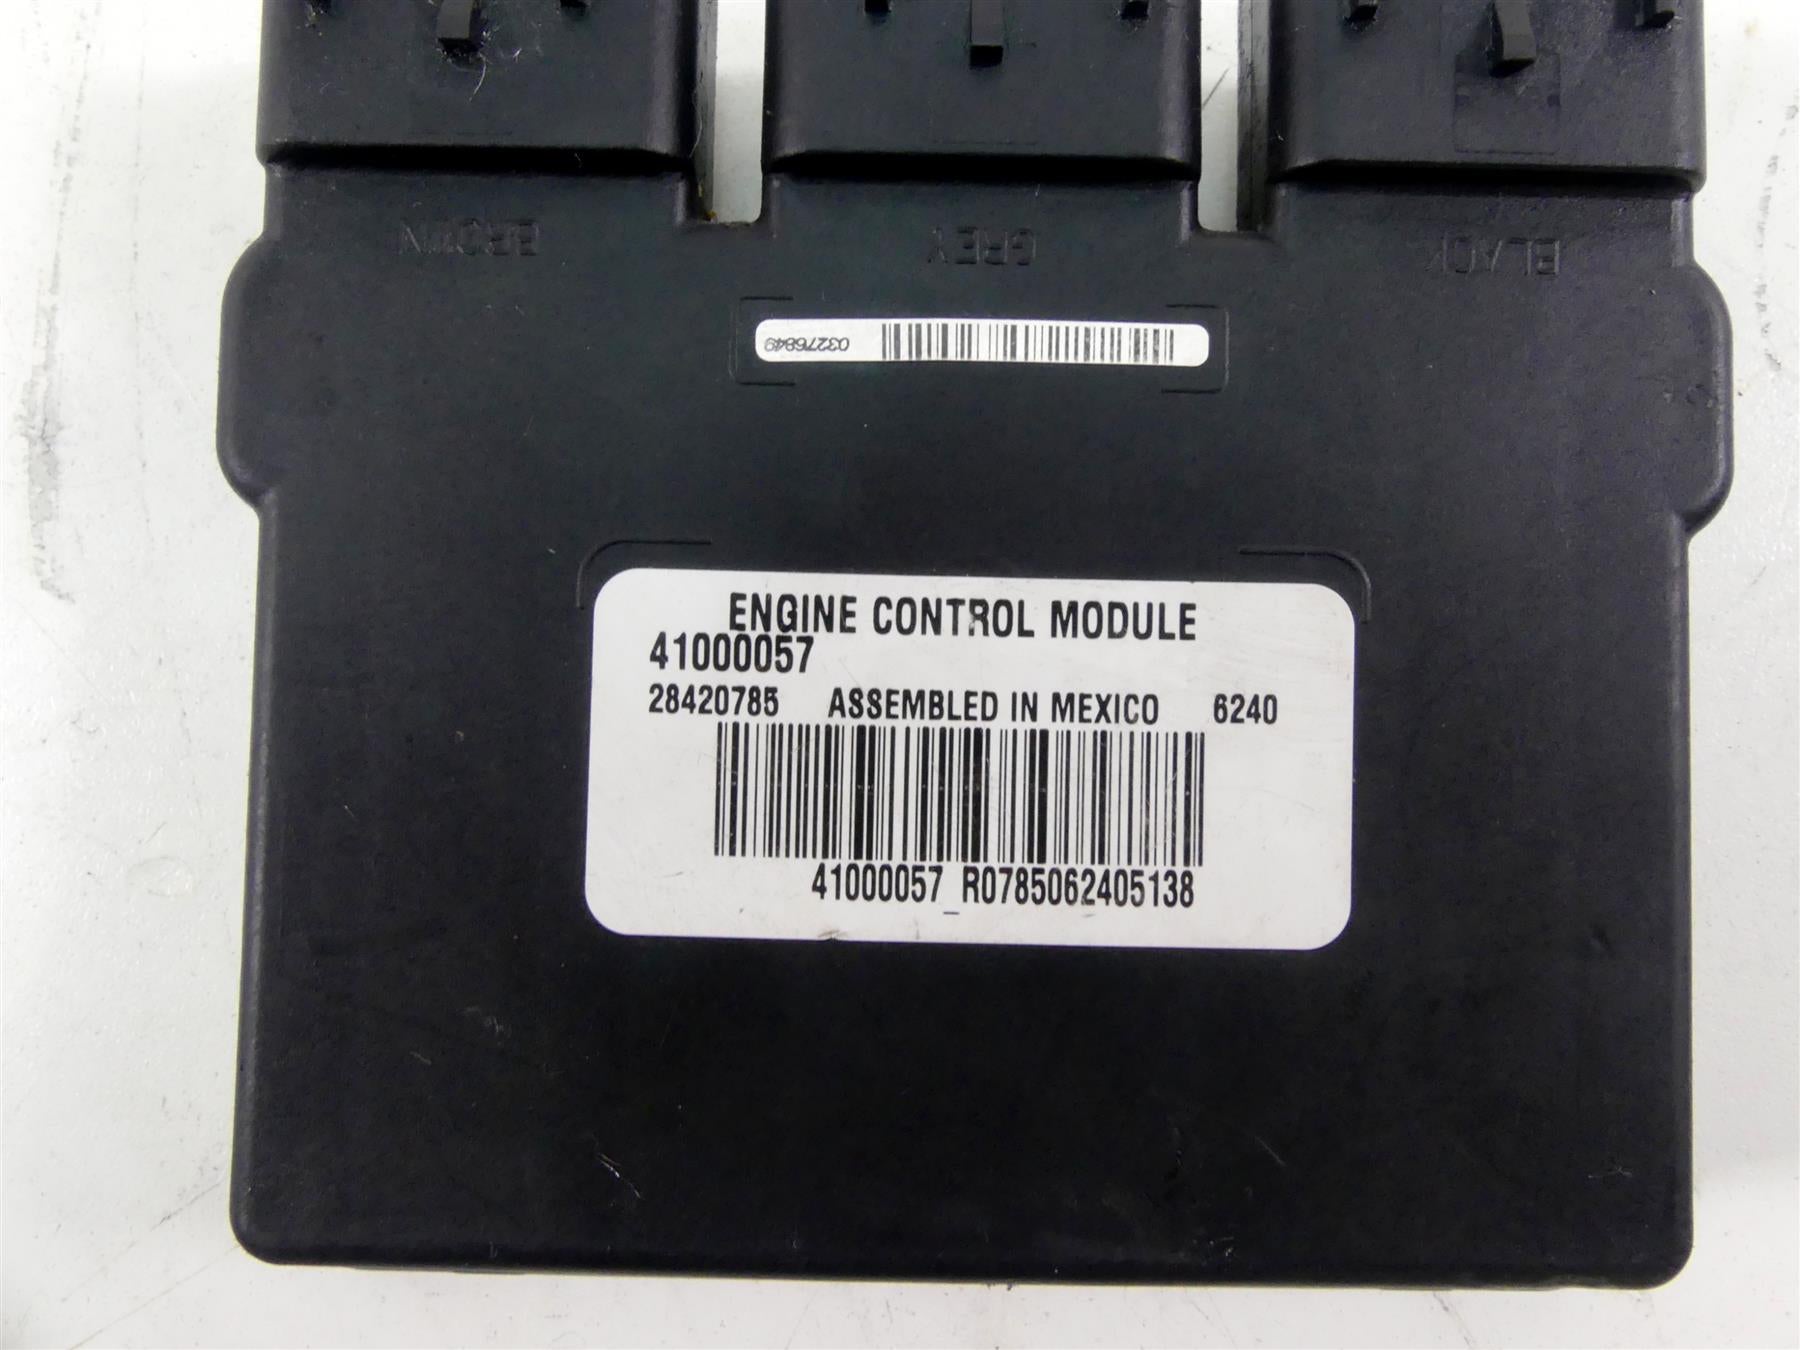 BROWN
GREY
BLACK
03276849
ENGINE CONTROL MODULE
41000057
28420785 ASSEMBLED IN MEXICO 6240
41000057_R0785062405138